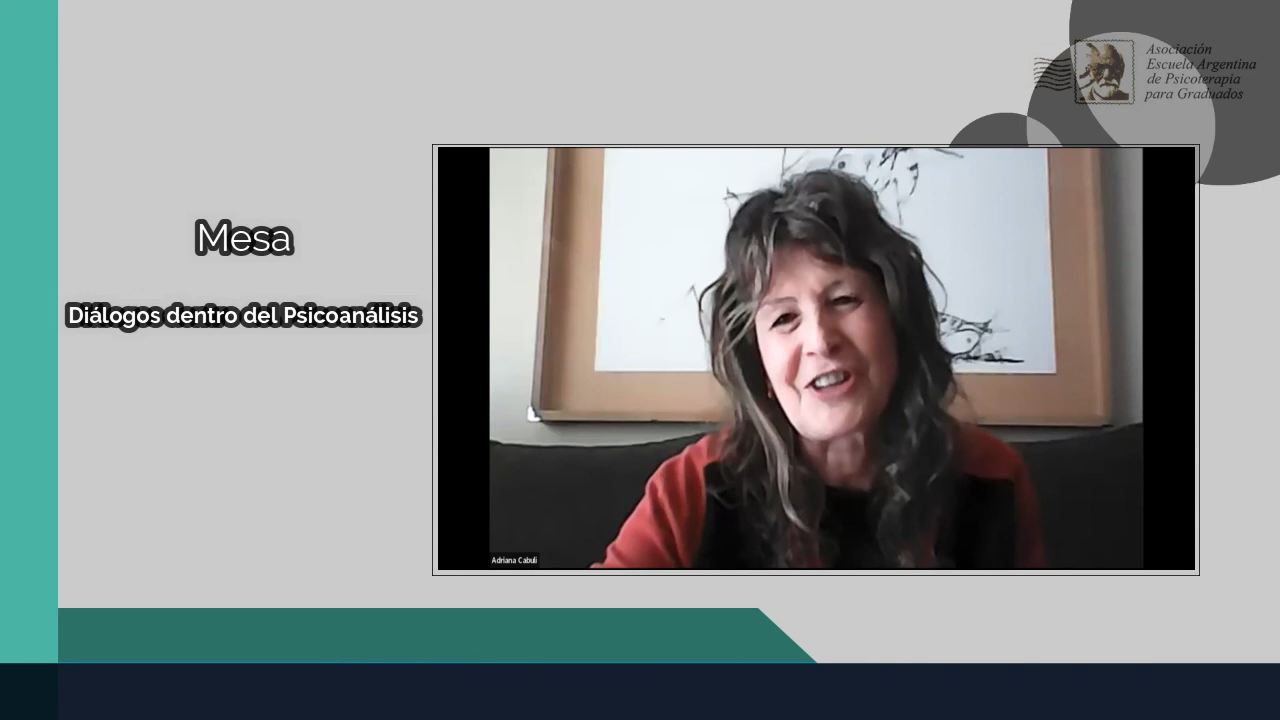 Asociación
Escuela Argentina
de Psicoterapia
para Graduados
Mesa
Diálogos dentro del Psicoanálisis
Adriana Cabuli